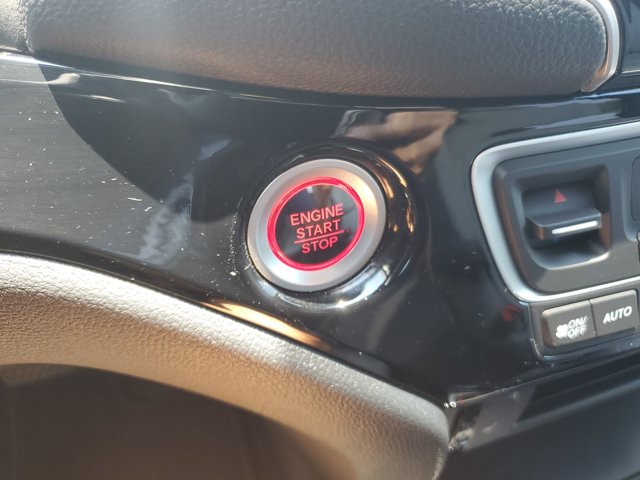 ENGINE
START
STOP
ON/
OFF
AUTO